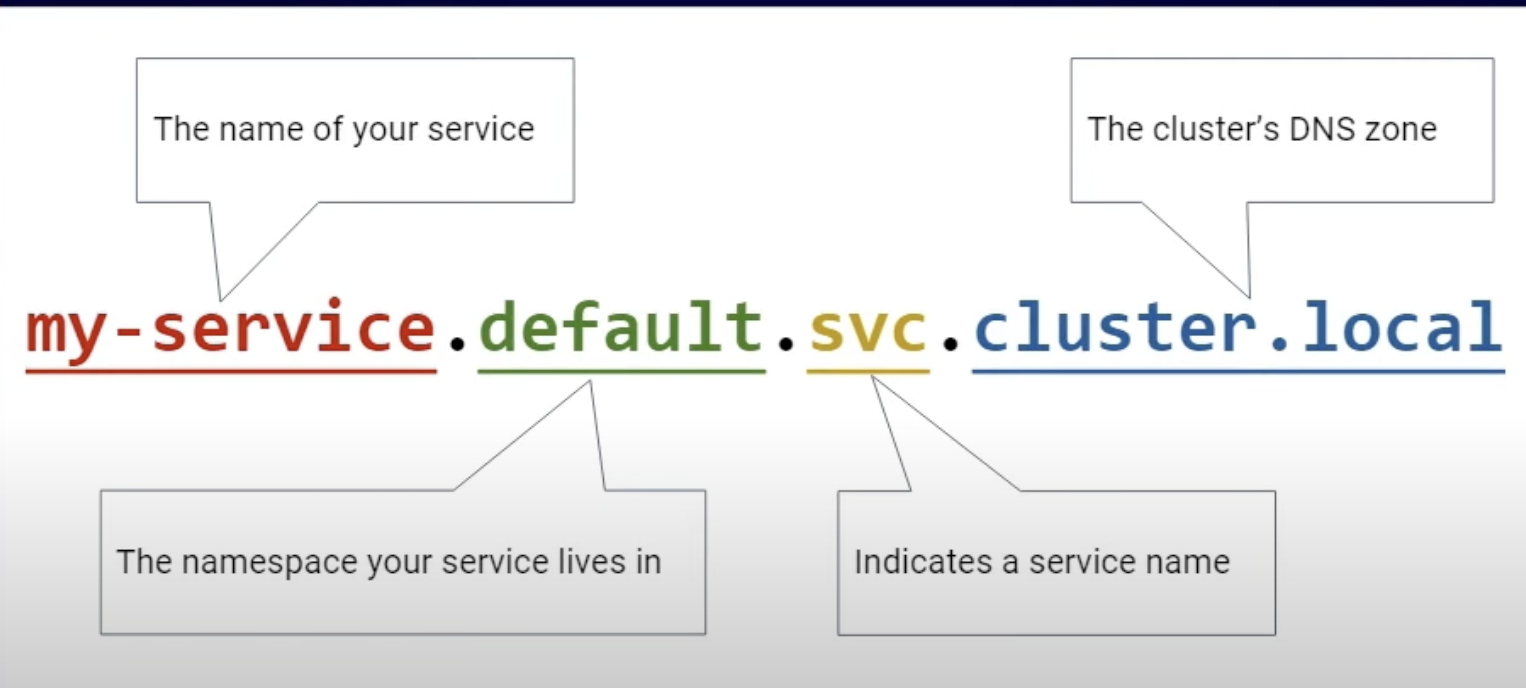 The name of your service
The cluster’s DNS zone
my-service.default.svc.cluster.local
The namespace your service lives in
Indicates a service name